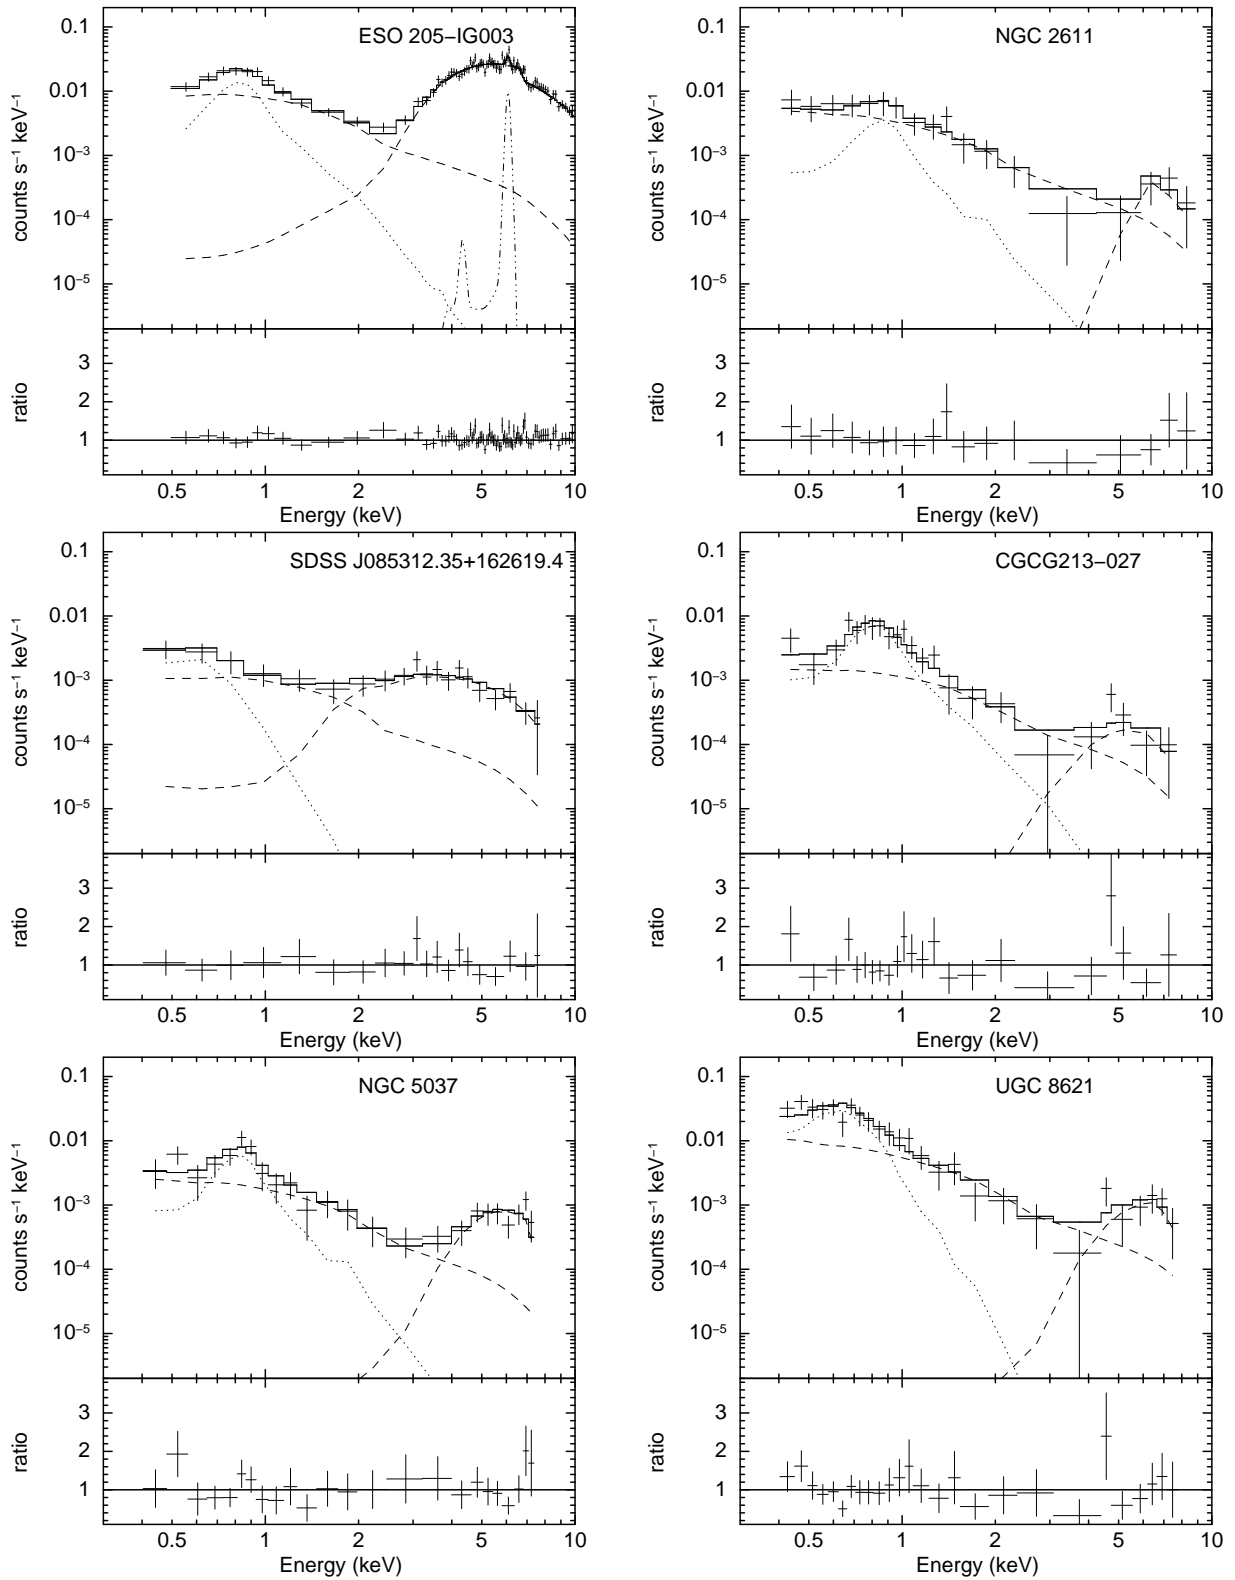 ESO 205−IG003
0.1
0.01
10⁻³
10⁻⁴
10⁻⁵
counts s⁻¹ keV⁻¹
3
2
1
ratio
0.5 1 2 5 10
Energy (keV)
NGC 2611
0.1
0.01
10⁻³
10⁻⁴
10⁻⁵
counts s⁻¹ keV⁻¹
3
2
1
ratio
0.5 1 2 5 10
Energy (keV)
SDSS J085312.35+162619.4
0.1
0.01
10⁻³
10⁻⁴
10⁻⁵
counts s⁻¹ keV⁻¹
3
2
1
ratio
0.5 1 2 5 10
Energy (keV)
CGCG213−027
0.1
0.01
10⁻³
10⁻⁴
10⁻⁵
counts s⁻¹ keV⁻¹
3
2
1
ratio
0.5 1 2 5 10
Energy (keV)
NGC 5037
0.1
0.01
10⁻³
10⁻⁴
10⁻⁵
counts s⁻¹ keV⁻¹
3
2
1
ratio
0.5 1 2 5 10
Energy (keV)
UGC 8621
0.1
0.01
10⁻³
10⁻⁴
10⁻⁵
counts s⁻¹ keV⁻¹
3
2
1
ratio
0.5 1 2 5 10
Energy (keV)